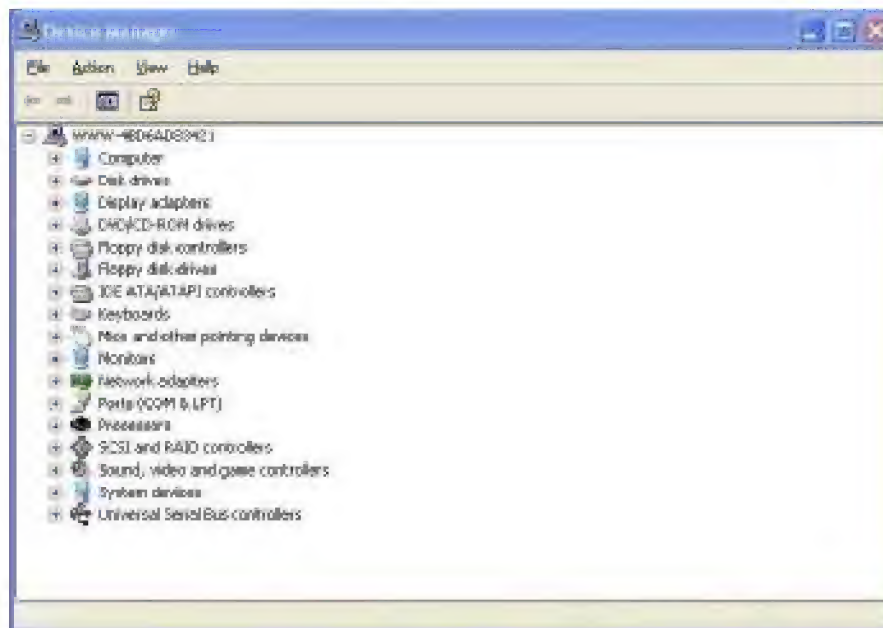 Device Manager
File Action View Help
Computer
Disk drives
Display adapters
DVD/CD-ROM drives
Floppy disk controllers
Floppy disk drives
IDE ATA/ATAPI controllers
Keyboards
Mice and other pointing devices
Monitors
Network adapters
Ports (COM & LPT)
Processors
SCSI and RAID controllers
Sound, video and game controllers
System devices
Universal Serial Bus controllers